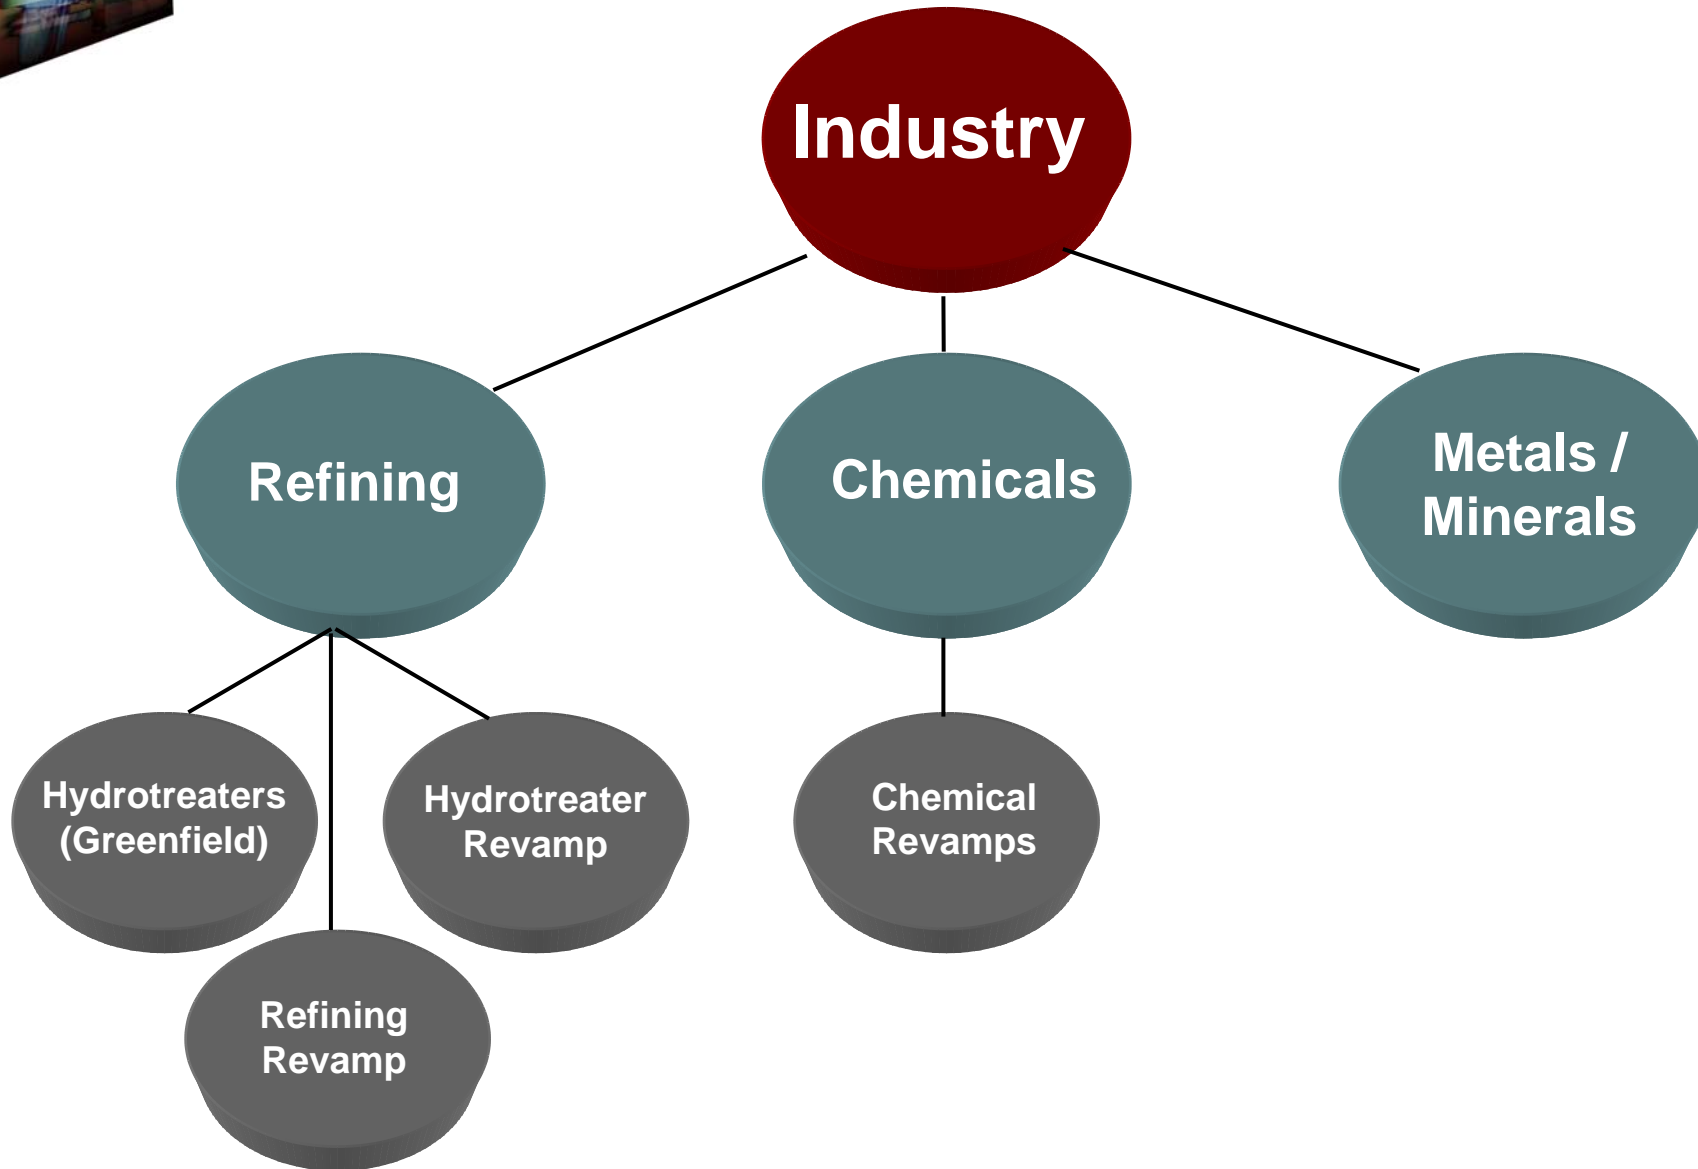 Industry
Refining
Chemicals
Metals /
Minerals
Hydrotreaters
(Greenfield)
Hydrotreater
Revamp
Chemical
Revamps
Refining
Revamp